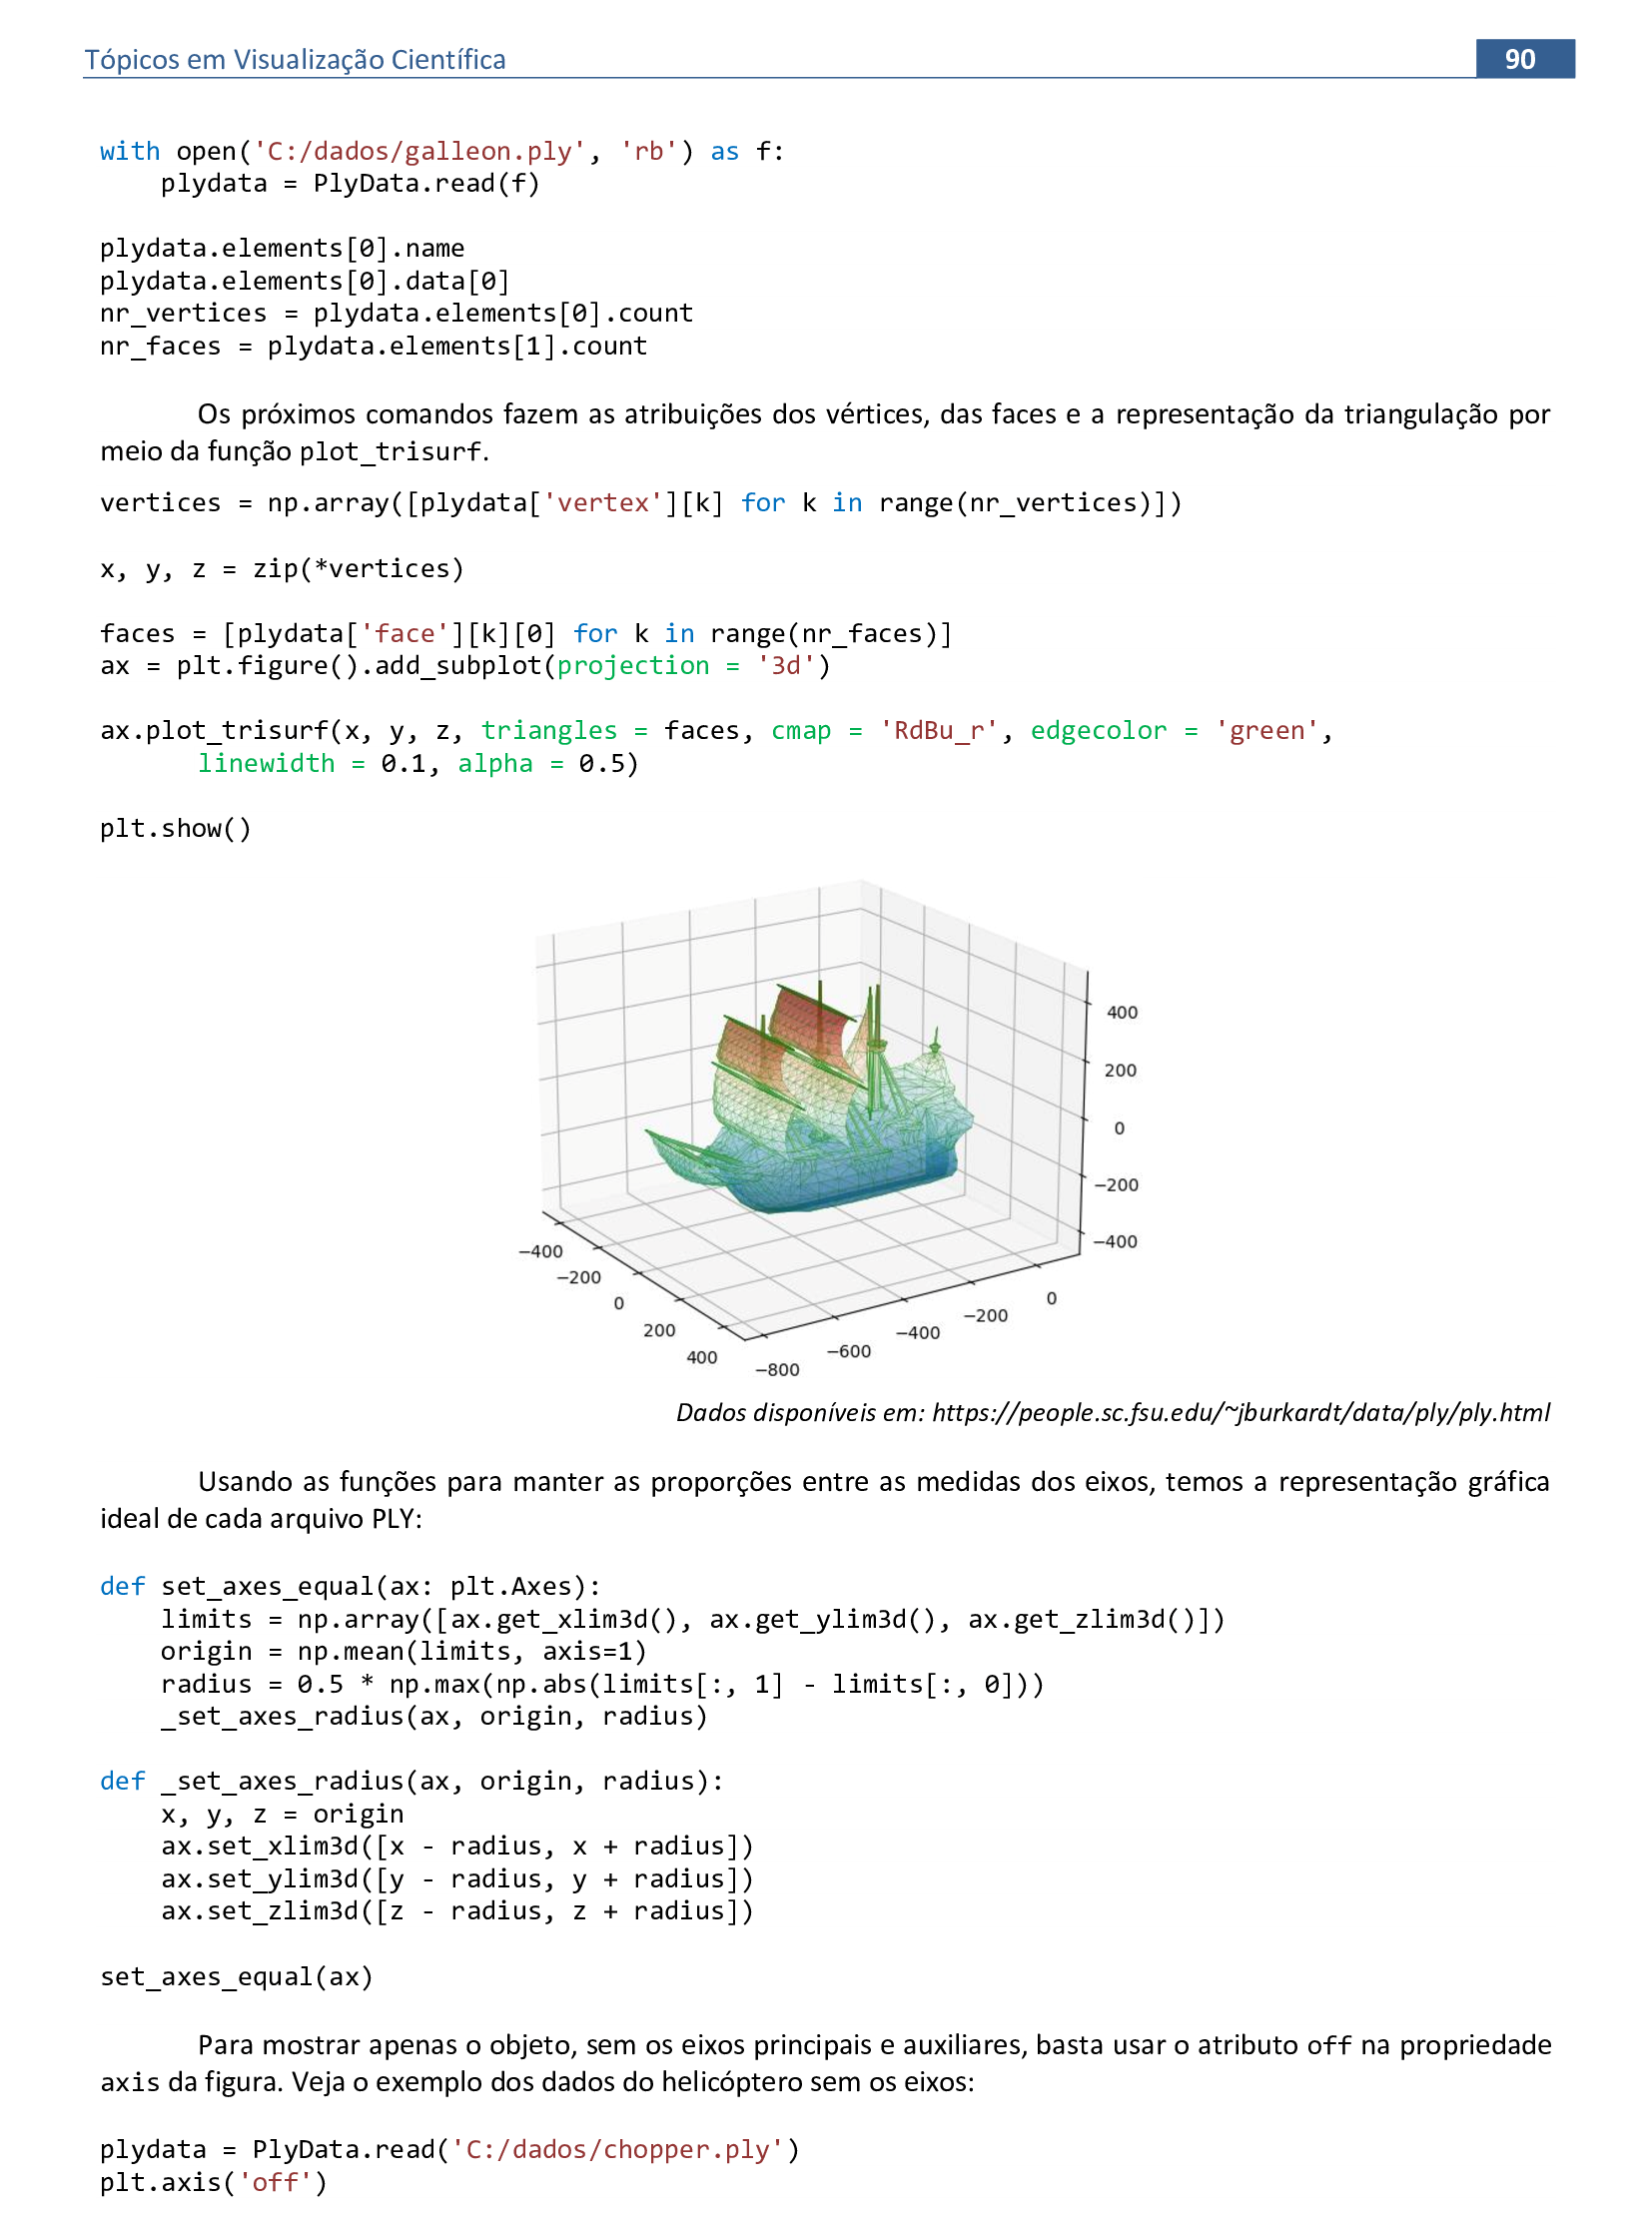 Tópicos em Visualização Científica
90
with open('C:/dados/galleon.ply', 'rb') as f:
    plydata = PlyData.read(f)
plydata.elements[0].name
plydata.elements[0].data[0]
nr_vertices = plydata.elements[0].count
nr_faces = plydata.elements[1].count
Os próximos comandos fazem as atribuições dos vértices, das faces e a representação da triangulação por
meio da função plot_trisurf.
vertices = np.array([plydata['vertex'][k] for k in range(nr_vertices)])
x, y, z = zip(*vertices)
faces = [plydata['face'][k][0] for k in range(nr_faces)]
ax = plt.figure().add_subplot(projection = '3d')
ax.plot_trisurf(x, y, z, triangles = faces, cmap = 'RdBu_r', edgecolor = 'green',
linewidth = 0.1, alpha = 0.5)
plt.show()
400
200
0
−200
−400
−400
−200
0
200
400
−800
−600
−400
−200
0
Dados disponíveis em: https://people.sc.fsu.edu/~jburkardt/data/ply/ply.html
Usando as funções para manter as proporções entre as medidas dos eixos, temos a representação gráfica
ideal de cada arquivo PLY:
def set_axes_equal(ax: plt.Axes):
    limits = np.array([ax.get_xlim3d(), ax.get_ylim3d(), ax.get_zlim3d()])
    origin = np.mean(limits, axis=1)
    radius = 0.5 * np.max(np.abs(limits[:, 1] - limits[:, 0]))
    _set_axes_radius(ax, origin, radius)
def _set_axes_radius(ax, origin, radius):
    x, y, z = origin
    ax.set_xlim3d([x - radius, x + radius])
    ax.set_ylim3d([y - radius, y + radius])
    ax.set_zlim3d([z - radius, z + radius])
set_axes_equal(ax)
Para mostrar apenas o objeto, sem os eixos principais e auxiliares, basta usar o atributo off na propriedade
axis da figura. Veja o exemplo dos dados do helicóptero sem os eixos:
plydata = PlyData.read('C:/dados/chopper.ply')
plt.axis('off')